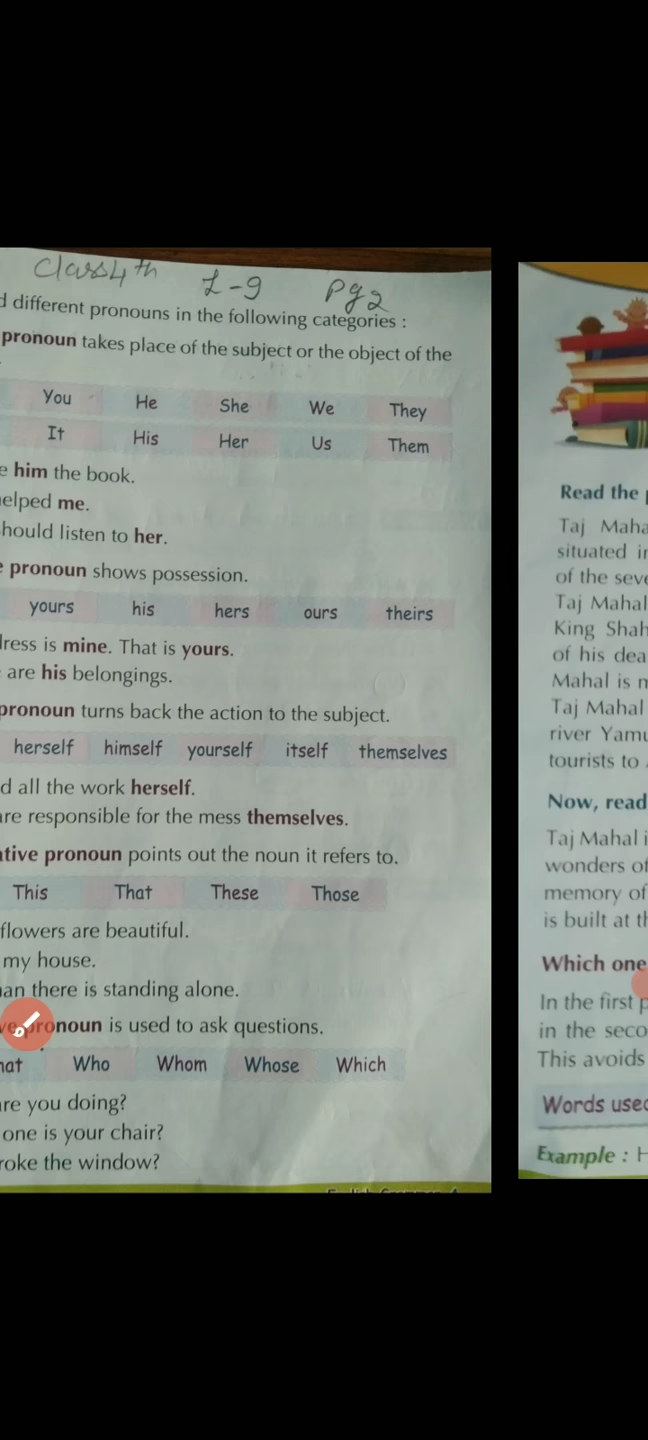 Class 4th L-9 pg 2
d different pronouns in the following categories :
pronoun takes place of the subject or the object of the
You He She We They
It His Her Us Them
e him the book.
elped me.
hould listen to her.
e pronoun shows possession.
yours his hers ours theirs
ress is mine. That is yours.
are his belongings.
pronoun turns back the action to the subject.
herself himself yourself itself themselves
d all the work herself.
are responsible for the mess themselves.
ative pronoun points out the noun it refers to.
This That These Those
flowers are beautiful.
my house.
an there is standing alone.
ve pronoun is used to ask questions.
hat Who Whom Whose Which
re you doing?
one is your chair?
roke the window?
Read the
Taj Maha
situated in
of the seve
Taj Mahal
King Shah
of his dea
Mahal is m
Taj Mahal
river Yamu
tourists to
Now, read
Taj Mahal i
wonders of
memory of
is built at th
Which one
In the first p
in the seco
This avoids
Words used
Example : H